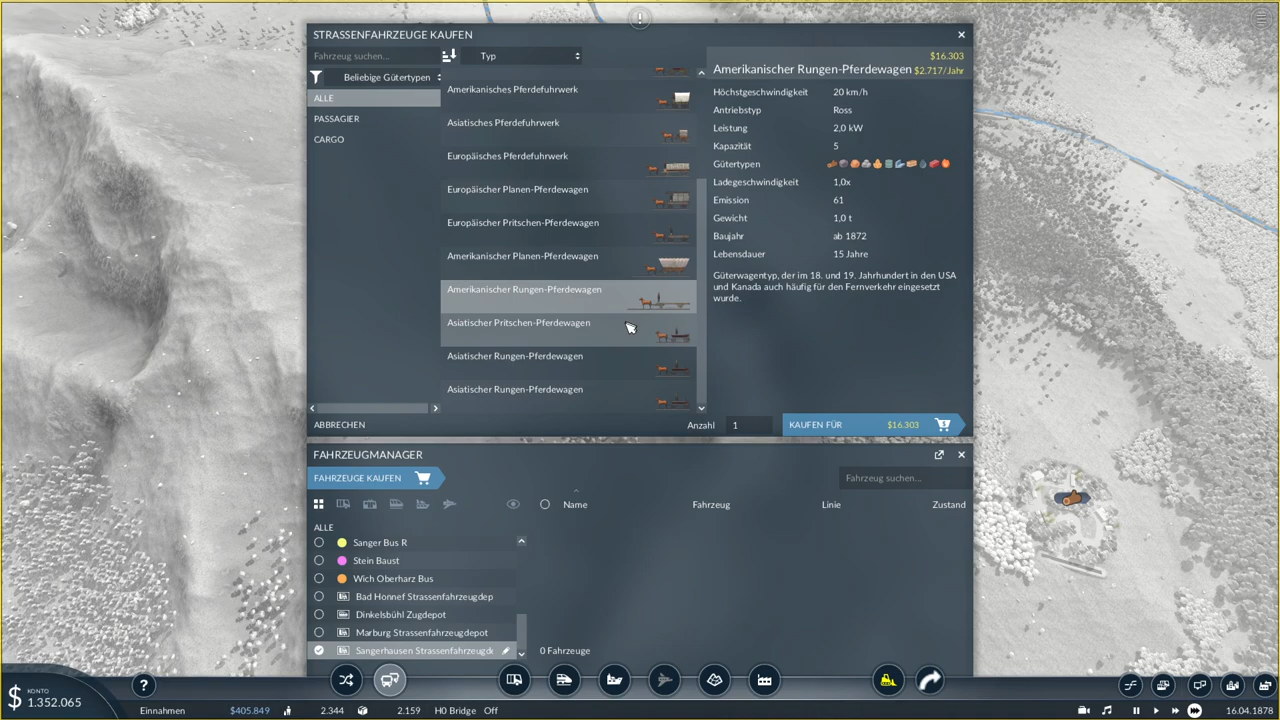 STRASSENFAHRZEUGE KAUFEN
Fahrzeug suchen...
Typ
Beliebige Gütertypen
ALLE
PASSAGIER
CARGO
Amerikanisches Pferdefuhrwerk
Asiatisches Pferdefuhrwerk
Europäisches Pferdefuhrwerk
Europäischer Planen-Pferdewagen
Europäischer Pritschen-Pferdewagen
Amerikanischer Planen-Pferdewagen
Amerikanischer Rungen-Pferdewagen
Asiatischer Pritschen-Pferdewagen
Asiatischer Rungen-Pferdewagen
Asiatischer Rungen-Pferdewagen
$16.303
Amerikanischer Rungen-Pferdewagen $2.717/Jahr
Höchstgeschwindigkeit 20 km/h
Antriebstyp Ross
Leistung 2,0 kW
Kapazität 5
Gütertypen
Ladegeschwindigkeit 1,0x
Emission 61
Gewicht 1,0 t
Baujahr ab 1872
Lebensdauer 15 Jahre
Güterwagentyp, der im 18. und 19. Jahrhundert in den USA
und Kanada auch häufig für den Fernverkehr eingesetzt
wurde.
ABBRECHEN
Anzahl 1
KAUFEN FÜR $16.303
FAHRZEUGMANAGER
FAHRZEUGE KAUFEN
Fahrzeug suchen...
Name Fahrzeug Linie Zustand
ALLE
Sanger Bus R
Stein Baust
Wich Oberharz Bus
Bad Honnef Strassenfahrzeugdep
Dinkelsbühl Zugdepot
Marburg Strassenfahrzeugdepot
Sangerhausen Strassenfahrzeugd
0 Fahrzeuge
KONTO
$ 1.352.065
?
Einnahmen $405.849 2.344 2.159 H0 Bridge Off
16.04.1878